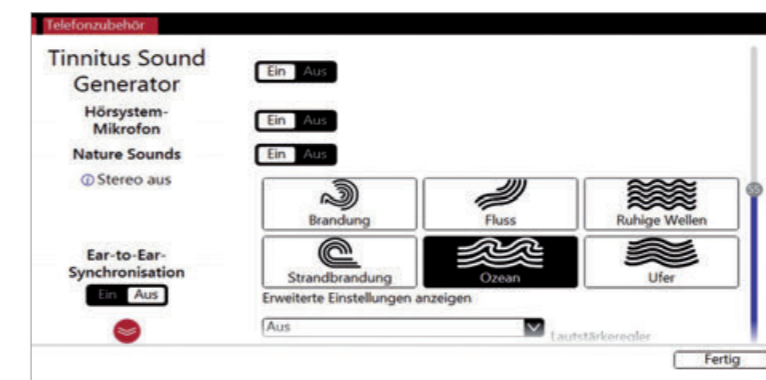 Telefonzubehör
Tinnitus Sound
Generator
Ein Aus
Hörsystem-
Mikrofon
Ein Aus
Nature Sounds
Ein Aus
i Stereo aus
Brandung
Fluss
Ruhige Wellen
Ear-to-Ear-
Synchronisation
Ein Aus
Strandbrandung
Ozean
Ufer
Erweiterte Einstellungen anzeigen
Aus
Lautstärkeregler
Fertig